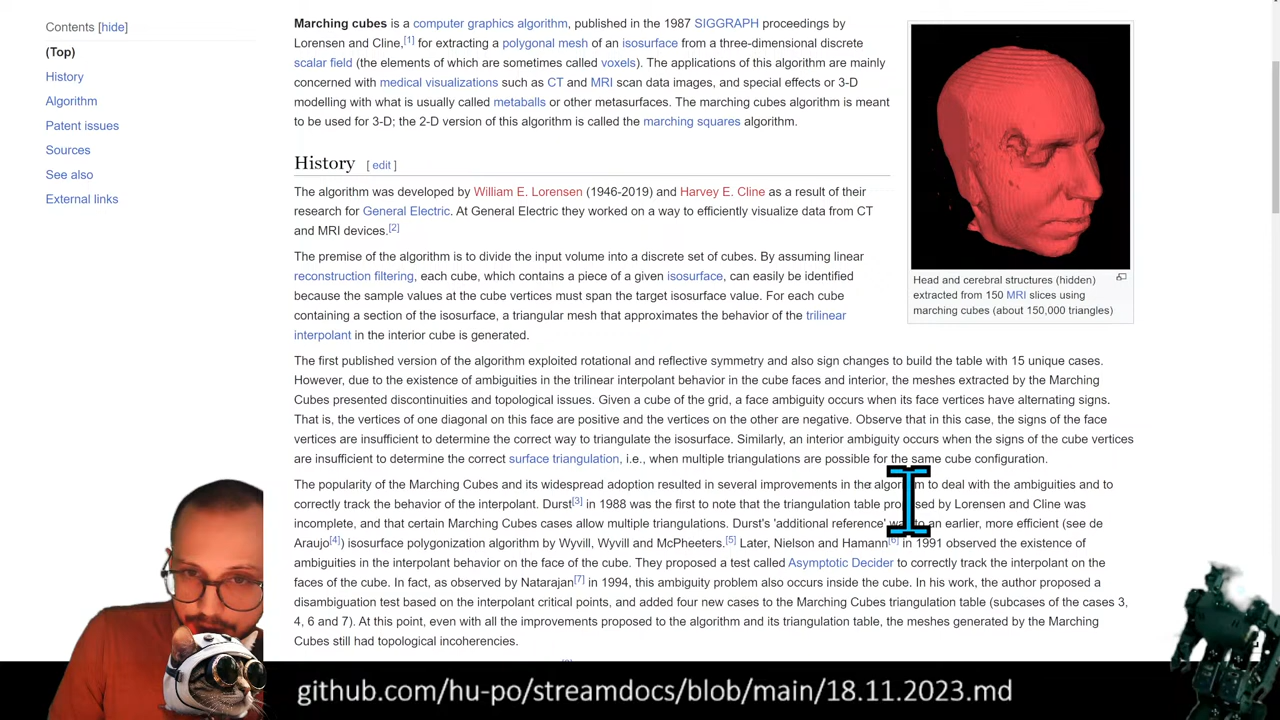 Contents [hide]
(Top)
History
Algorithm
Patent issues
Sources
See also
External links
Marching cubes is a computer graphics algorithm, published in the 1987 SIGGRAPH proceedings by
Lorensen and Cline,[1] for extracting a polygonal mesh of an isosurface from a three-dimensional discrete
scalar field (the elements of which are sometimes called voxels). The applications of this algorithm are mainly
concerned with medical visualizations such as CT and MRI scan data images, and special effects or 3-D
modelling with what is usually called metaballs or other metasurfaces. The marching cubes algorithm is meant
to be used for 3-D; the 2-D version of this algorithm is called the marching squares algorithm.
History [ edit ]
The algorithm was developed by William E. Lorensen (1946-2019) and Harvey E. Cline as a result of their
research for General Electric. At General Electric they worked on a way to efficiently visualize data from CT
and MRI devices.[2]
The premise of the algorithm is to divide the input volume into a discrete set of cubes. By assuming linear
reconstruction filtering, each cube, which contains a piece of a given isosurface, can easily be identified
because the sample values at the cube vertices must span the target isosurface value. For each cube
containing a section of the isosurface, a triangular mesh that approximates the behavior of the trilinear
interpolant in the interior cube is generated.
Head and cerebral structures (hidden)
extracted from 150 MRI slices using
marching cubes (about 150,000 triangles)
The first published version of the algorithm exploited rotational and reflective symmetry and also sign changes to build the table with 15 unique cases.
However, due to the existence of ambiguities in the trilinear interpolant behavior in the cube faces and interior, the meshes extracted by the Marching
Cubes presented discontinuities and topological issues. Given a cube of the grid, a face ambiguity occurs when its face vertices have alternating signs.
That is, the vertices of one diagonal on this face are positive and the vertices on the other are negative. Observe that in this case, the signs of the face
vertices are insufficient to determine the correct way to triangulate the isosurface. Similarly, an interior ambiguity occurs when the signs of the cube vertices
are insufficient to determine the correct surface triangulation, i.e., when multiple triangulations are possible for the same cube configuration.
The popularity of the Marching Cubes and its widespread adoption resulted in several improvements in the algorithm to deal with the ambiguities and to
correctly track the behavior of the interpolant. Durst[3] in 1988 was the first to note that the triangulation table proposed by Lorensen and Cline was
incomplete, and that certain Marching Cubes cases allow multiple triangulations. Durst's 'additional reference' was to an earlier, more efficient (see de
Araujo[4]) isosurface polygonization algorithm by Wyvill, Wyvill and McPheeters.[5] Later, Nielson and Hamann[6] in 1991 observed the existence of
ambiguities in the interpolant behavior on the face of the cube. They proposed a test called Asymptotic Decider to correctly track the interpolant on the
faces of the cube. In fact, as observed by Natarajan[7] in 1994, this ambiguity problem also occurs inside the cube. In his work, the author proposed a
disambiguation test based on the interpolant critical points, and added four new cases to the Marching Cubes triangulation table (subcases of the cases 3,
4, 6 and 7). At this point, even with all the improvements proposed to the algorithm and its triangulation table, the meshes generated by the Marching
Cubes still had topological incoherencies.
github.com/hu-po/streamdocs/blob/main/18.11.2023.md